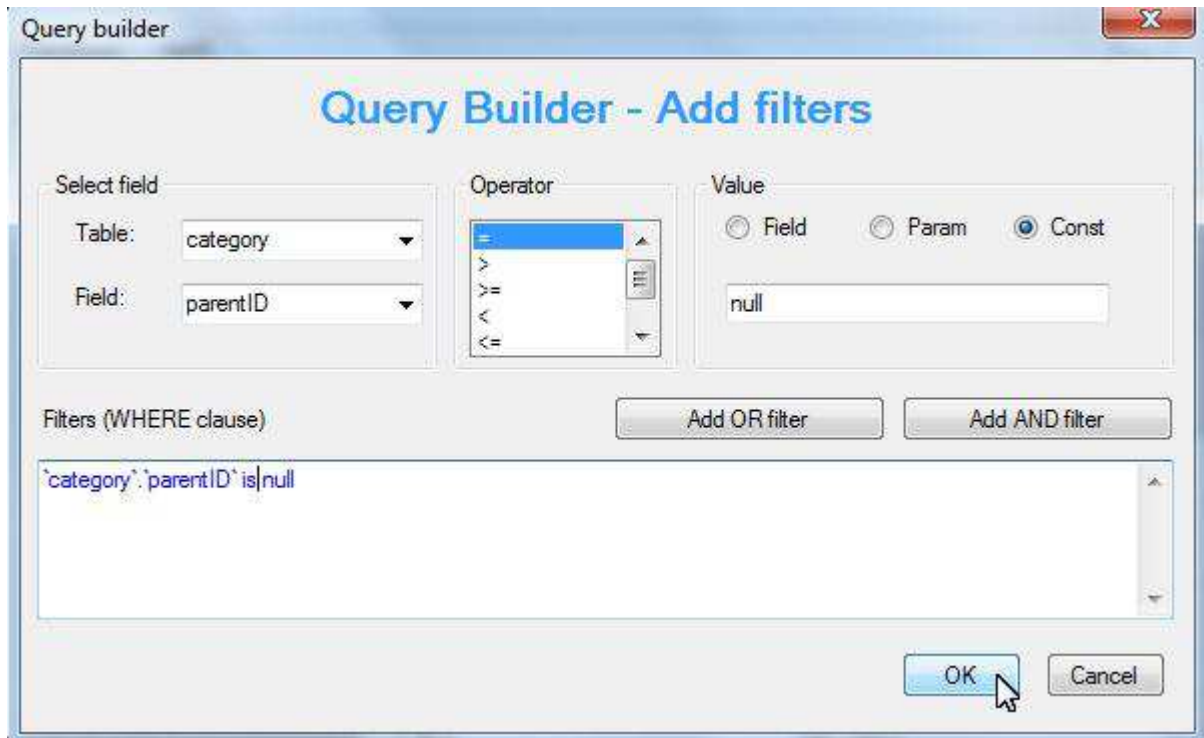 Query builder
Query Builder - Add filters
Select field
Table:
category
Field:
parentID
Operator
=
>
>=
<
<=
Value
Field
Param
Const
null
Filters (WHERE clause)
Add OR filter
Add AND filter
`category`.`parentID` is null
OK
Cancel